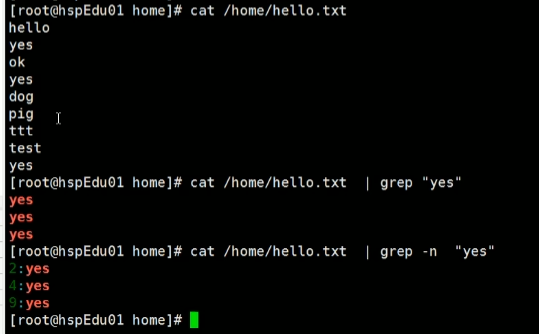 [root@hspEdu01 home]# cat /home/hello.txt
hello
yes
ok
yes
dog
pig
ttt
test
yes
[root@hspEdu01 home]# cat /home/hello.txt  | grep "yes"
yes
yes
yes
[root@hspEdu01 home]# cat /home/hello.txt  | grep -n  "yes"
2:yes
4:yes
9:yes
[root@hspEdu01 home]#